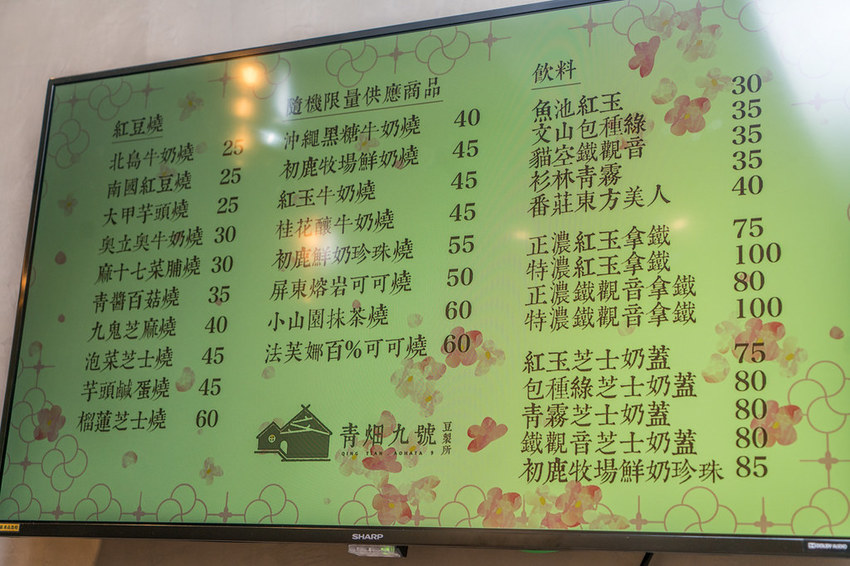 紅豆燒
北島牛奶燒 25
南國紅豆燒 25
大甲芋頭燒 25
奧立奧牛奶燒 30
麻十七菜脯燒 30
青醬百菇燒 35
九鬼芝麻燒 40
泡菜芝士燒 45
芋頭鹹蛋燒 45
榴蓮芝士燒 60
隨機限量供應商品
沖繩黑糖牛奶燒 40
初鹿牧場鮮奶燒 45
紅玉牛奶燒 45
桂花釀牛奶燒 45
初鹿鮮奶珍珠燒 55
屏東熔岩可可燒 50
小山園抹茶燒 60
法芙娜百%可可燒 60
青畑九號
豆製所
飲料
魚池紅玉 30
文山包種綠 35
貓空鐵觀音 35
杉林青霧 35
番莊東方美人 40
正濃紅玉拿鐵 75
特濃紅玉拿鐵 100
正濃鐵觀音拿鐵 80
特濃鐵觀音拿鐵 100
紅玉芝士奶蓋 75
包種綠芝士奶蓋 80
青霧芝士奶蓋 80
鐵觀音芝士奶蓋 80
初鹿牧場鮮奶珍珠 85
SHARP
DOLBY AUDIO